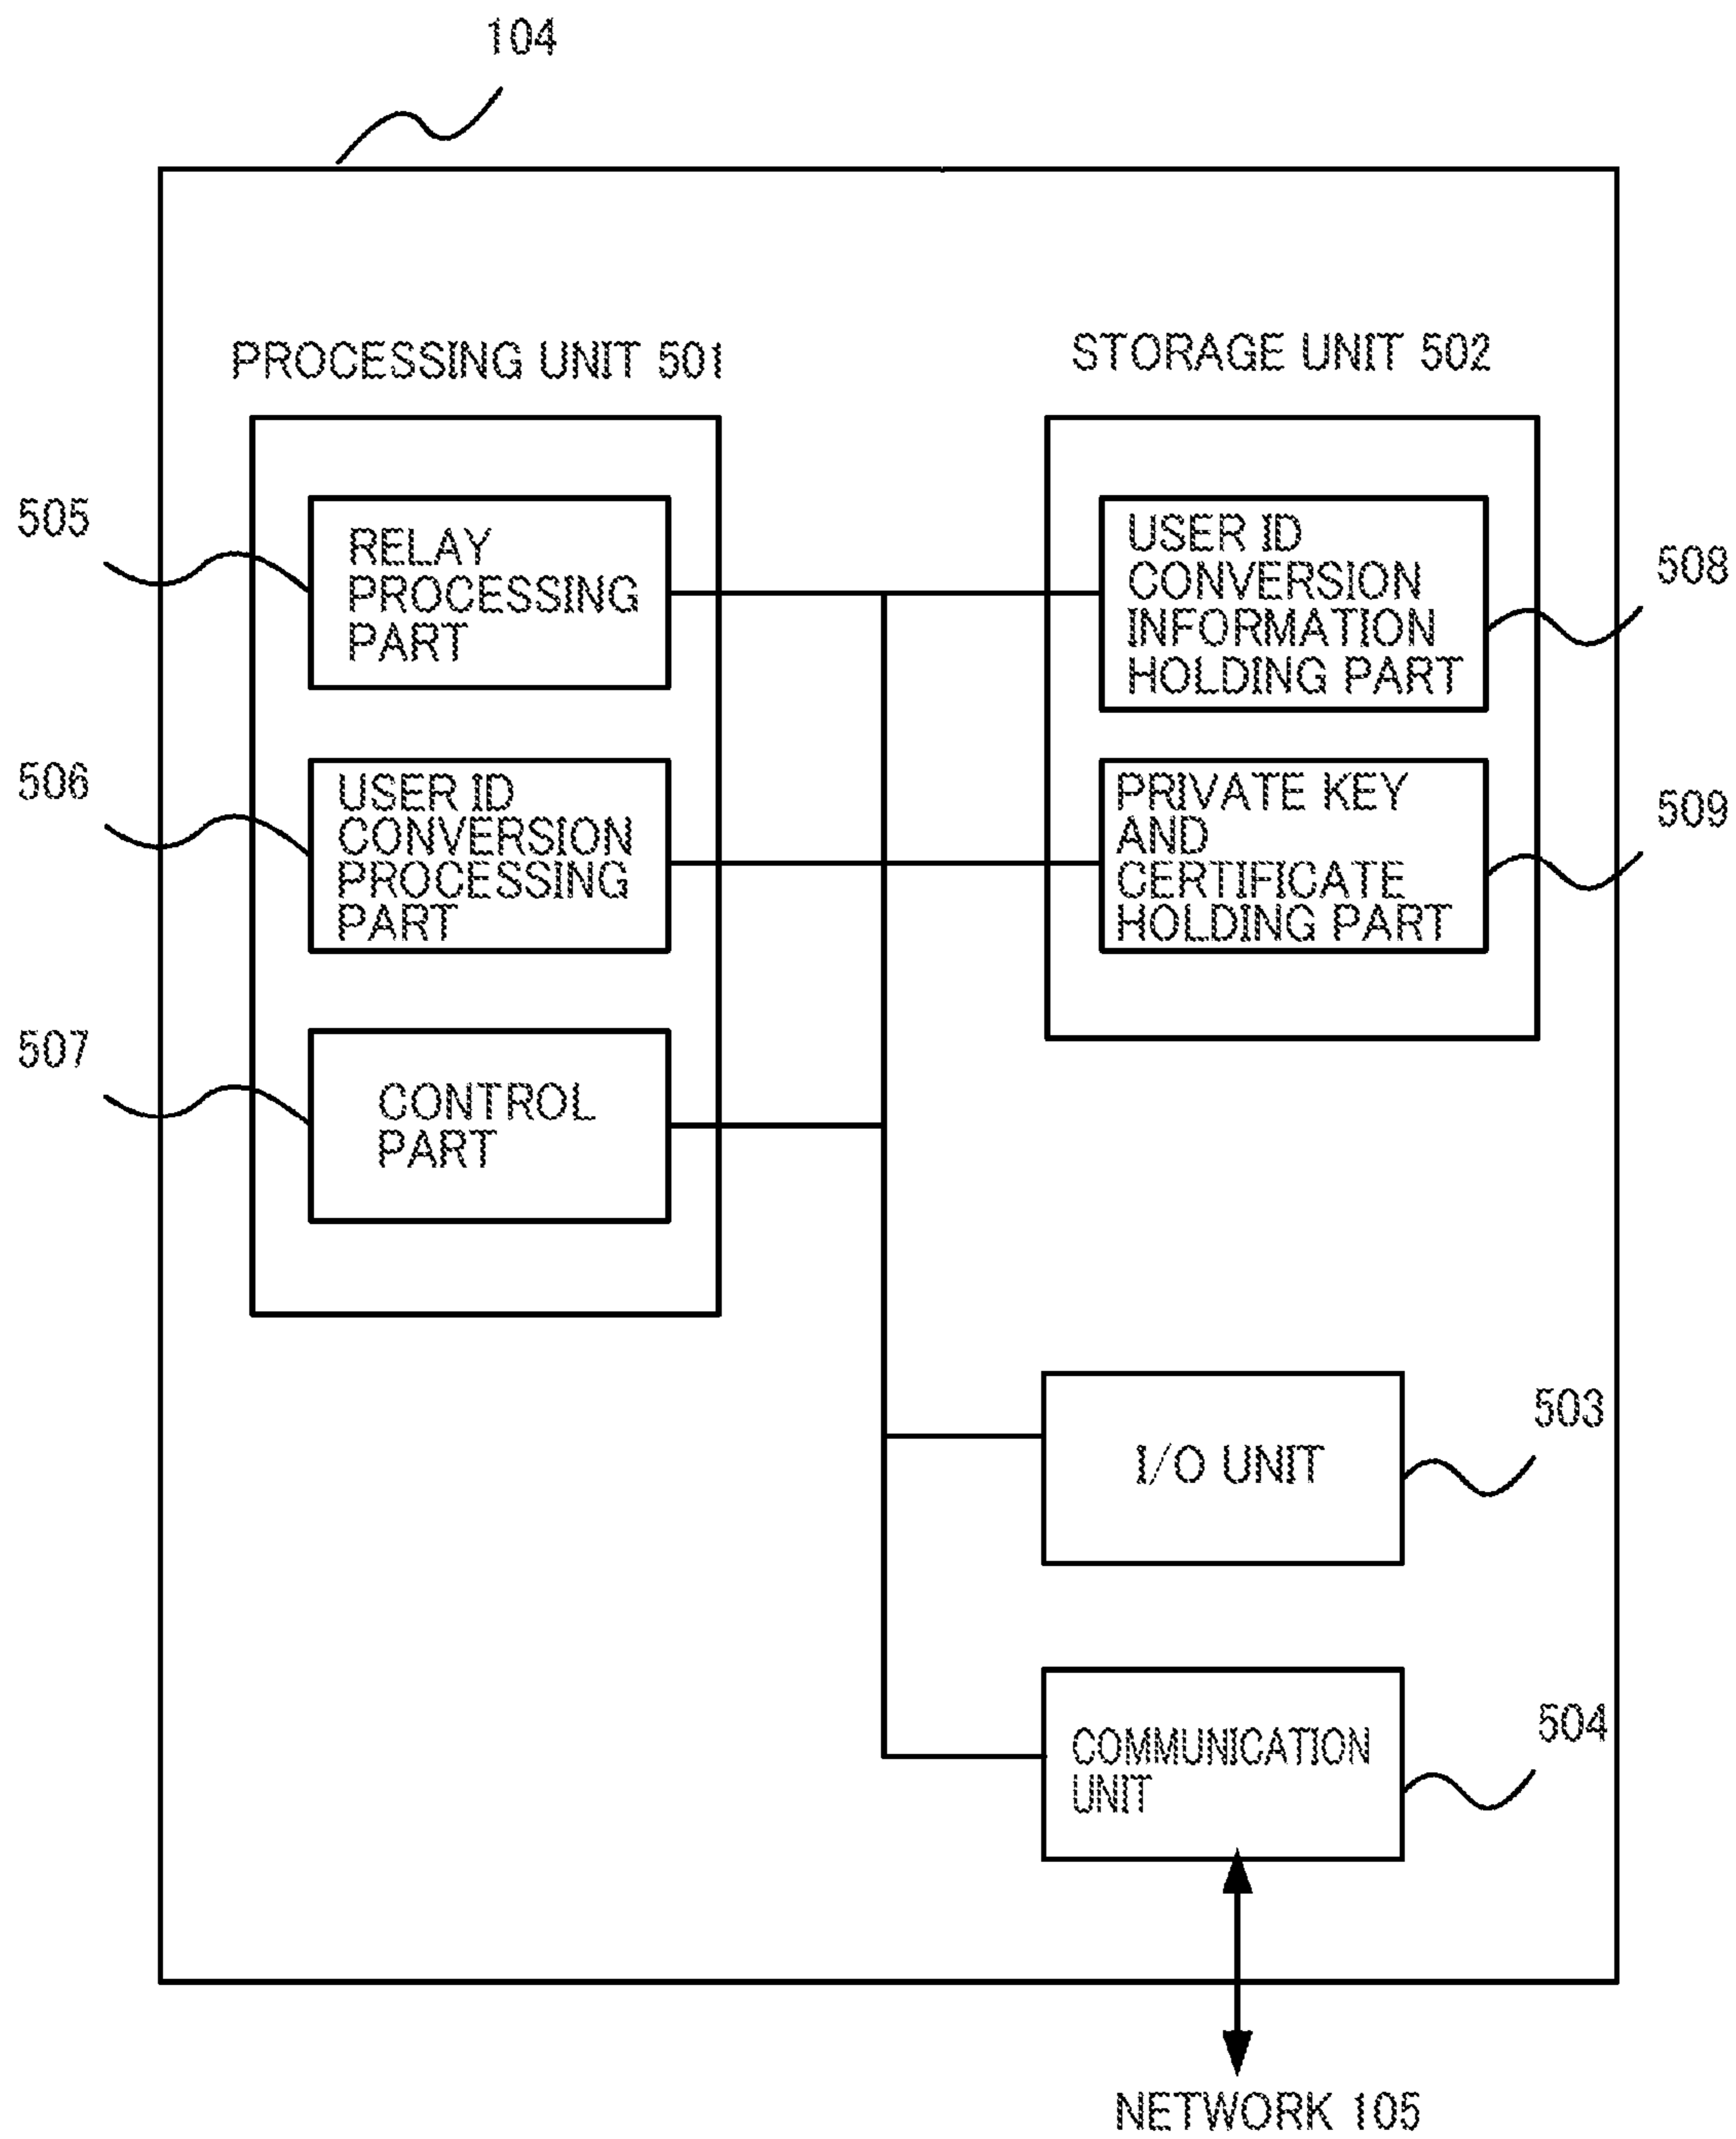 104
PROCESSING UNIT 501
STORAGE UNIT 502
505
RELAY
PROCESSING
PART
USER ID
CONVERSION
INFORMATION
HOLDING PART
508
506
USER ID
CONVERSION
PROCESSING
PART
PRIVATE KEY
AND
CERTIFICATE
HOLDING PART
509
507
CONTROL
PART
I/O UNIT
503
COMMUNICATION
UNIT
504
NETWORK 105